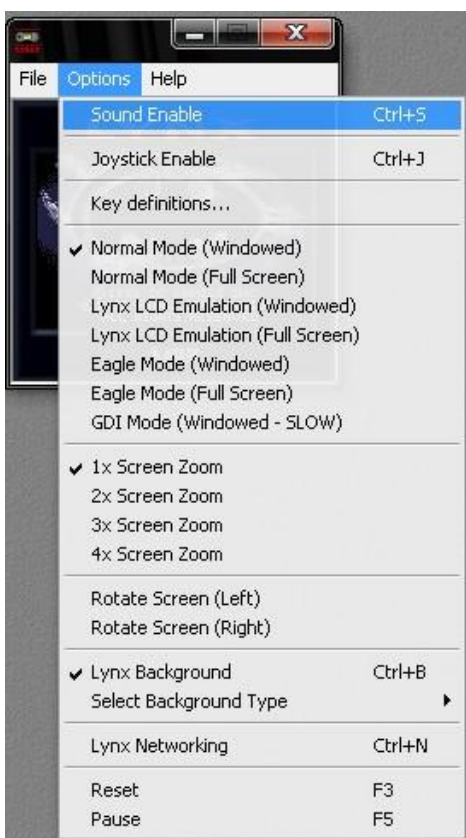 File Options Help
Sound Enable Ctrl+S
Joystick Enable Ctrl+J
Key definitions...
Normal Mode (Windowed)
Normal Mode (Full Screen)
Lynx LCD Emulation (Windowed)
Lynx LCD Emulation (Full Screen)
Eagle Mode (Windowed)
Eagle Mode (Full Screen)
GDI Mode (Windowed - SLOW)
1x Screen Zoom
2x Screen Zoom
3x Screen Zoom
4x Screen Zoom
Rotate Screen (Left)
Rotate Screen (Right)
Lynx Background Ctrl+B
Select Background Type
Lynx Networking Ctrl+N
Reset F3
Pause F5